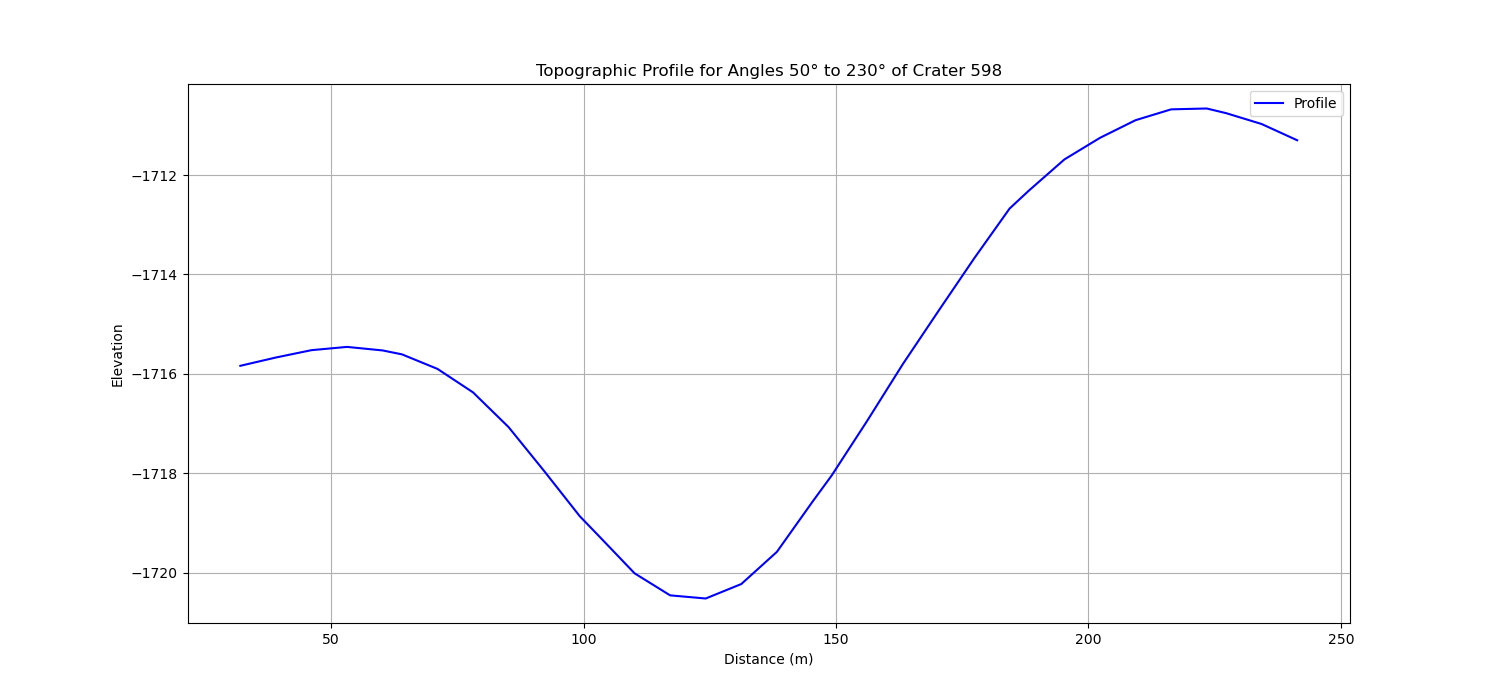 Topographic Profile for Angles 50° to 230° of Crater 598
Profile
Elevation
−1712
−1714
−1716
−1718
−1720
50
100
150
200
250
Distance (m)